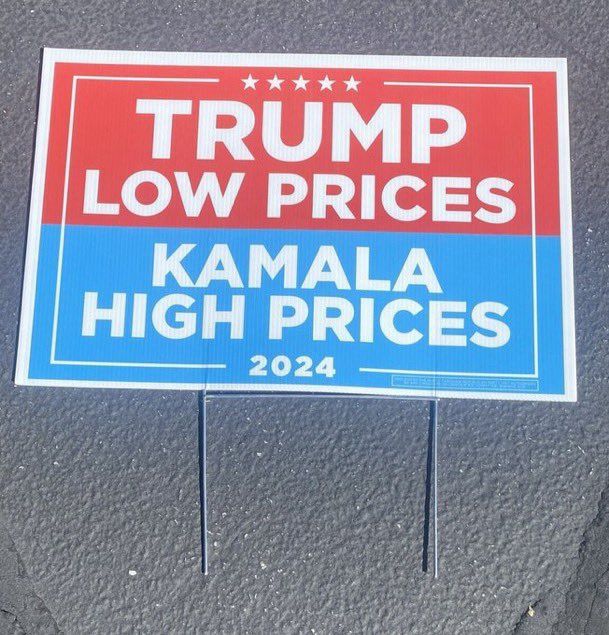 TRUMP
LOW PRICES
KAMALA
HIGH PRICES
2024